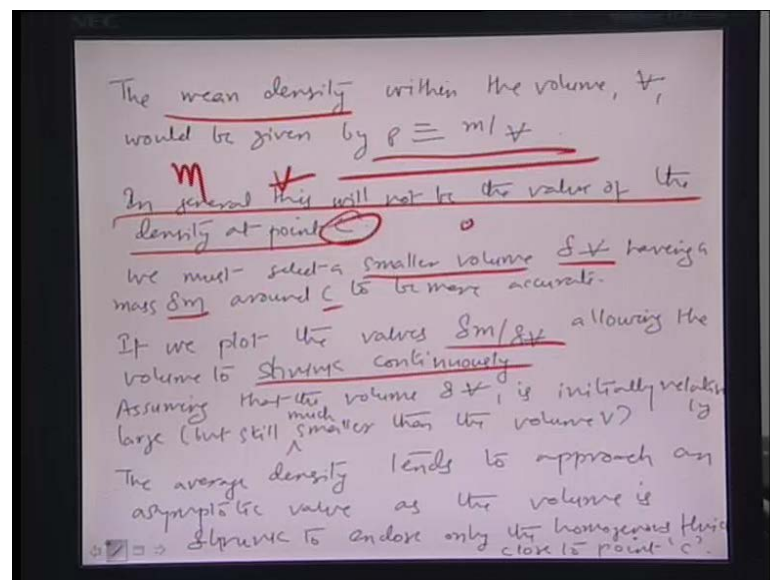 NEC
The mean density within the volume, V,
would be given by ρ ≡ m/V.
m V
In general this will not be the value of the
density at point C.
We must select a smaller volume δV having a
mass δm around C to be more accurate.
If we plot the values δm/δV allowing the
volume to shrink continuously
Assuming that the volume δV, is initially relatively
large (but still much smaller than the volume V)
The average density tends to approach an
asymptotic value as the volume is
shrunk to enclose only the homogenous fluid
close to point 'C'.